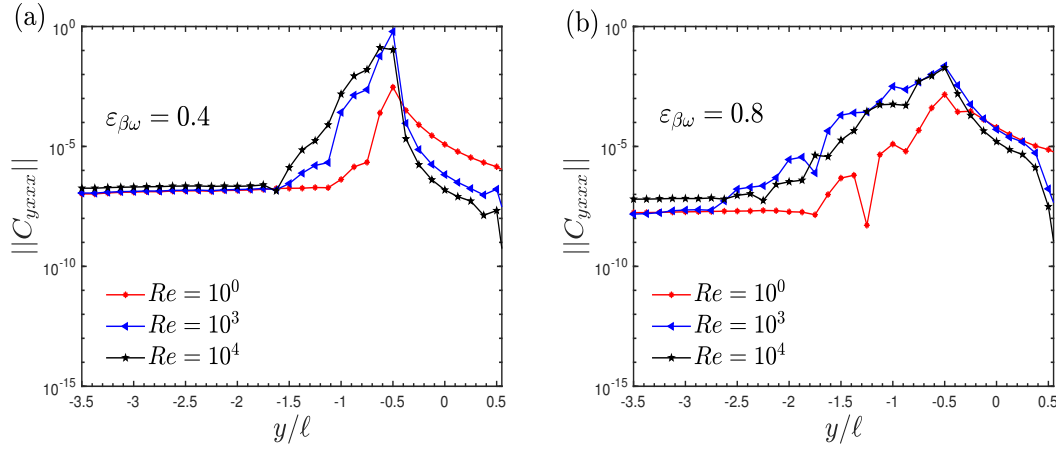 (a)
10^0
10^-5
10^-10
10^-15
||C_yxxxx||
ε_βω = 0.4
Re = 10^0
Re = 10^3
Re = 10^4
-3.5 -3 -2.5 -2 -1.5 -1 -0.5 0 0.5
y/ℓ
(b)
10^0
10^-5
10^-10
10^-15
||C_yxxxx||
ε_βω = 0.8
Re = 10^0
Re = 10^3
Re = 10^4
-3.5 -3 -2.5 -2 -1.5 -1 -0.5 0 0.5
y/ℓ